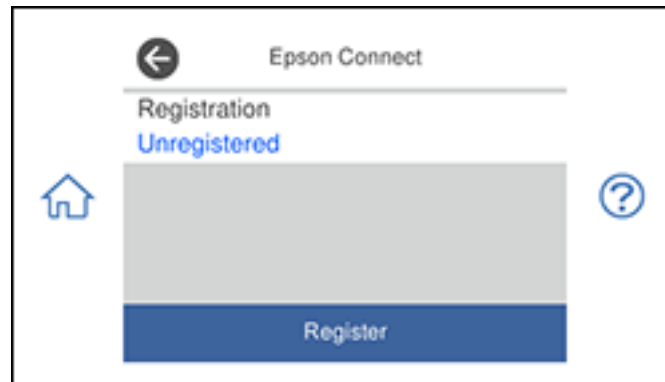 Epson Connect
Registration
Unregistered
?
Register